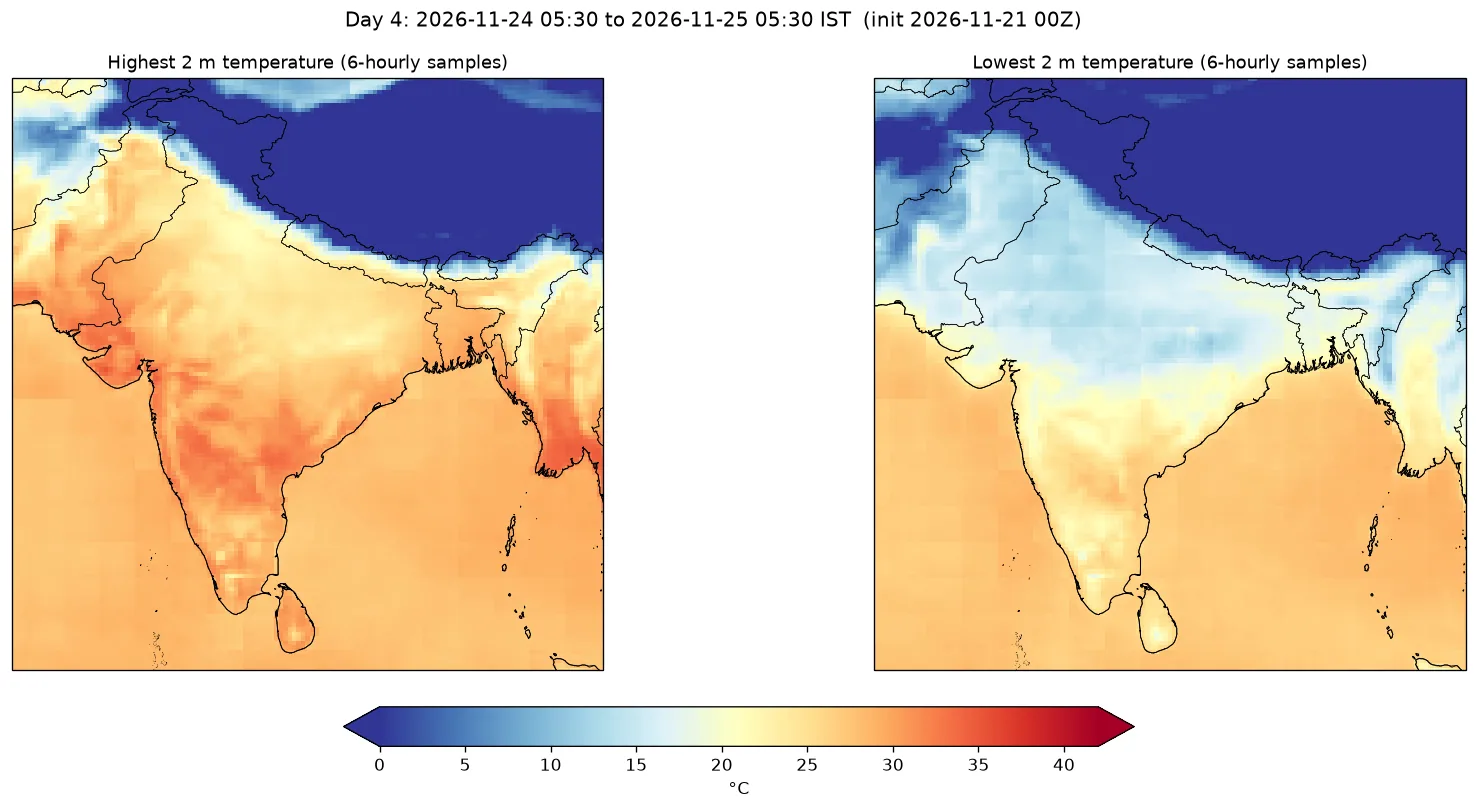 Day 4: 2026-11-24 05:30 to 2026-11-25 05:30 IST (init 2026-11-21 00Z)
Highest 2 m temperature (6-hourly samples)
Lowest 2 m temperature (6-hourly samples)
0 5 10 15 20 25 30 35 40
°C